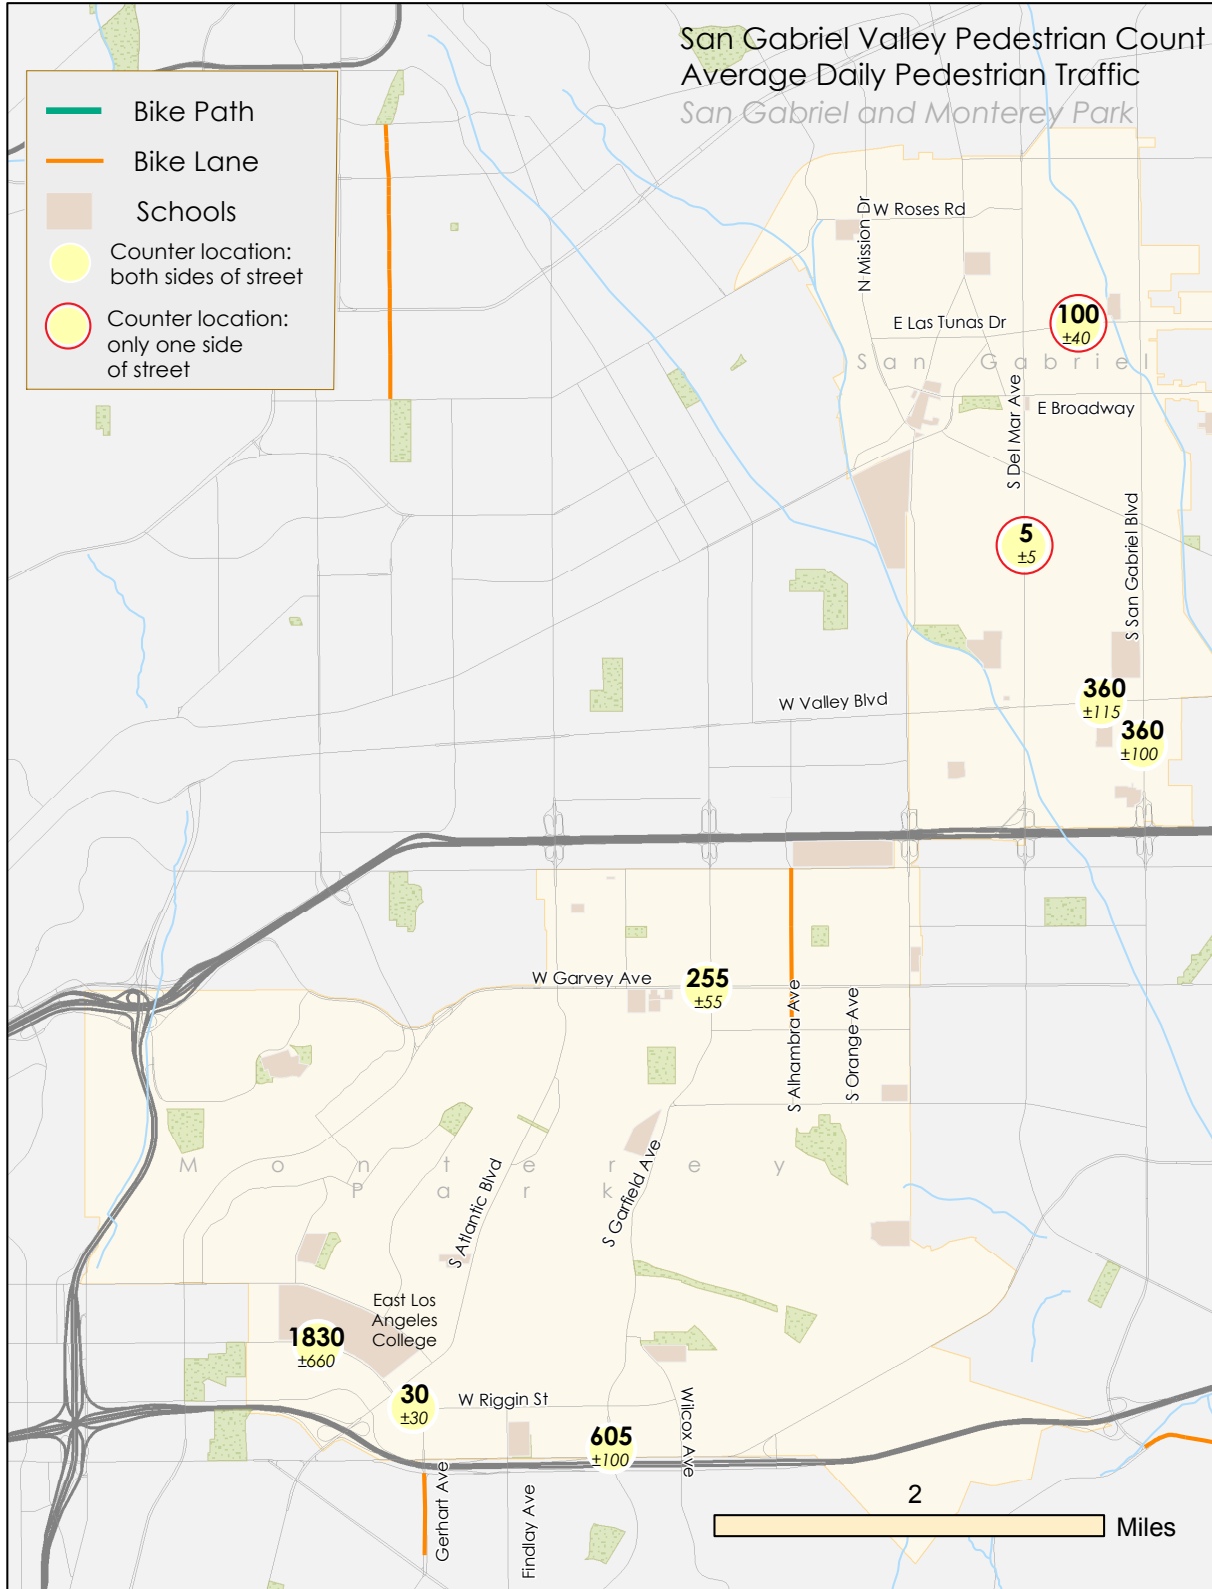 San Gabriel Valley Pedestrian Count
Average Daily Pedestrian Traffic
San Gabriel and Monterey Park
Bike Path
Bike Lane
Schools
Counter location:
both sides of street
Counter location:
only one side
of street
W Roses Rd
N Mission Dr
E Las Tunas Dr
100
±40
San Gabriel
S Del Mar Ave
E Broadway
5
±5
S San Gabriel Blvd
W Valley Blvd
360
±115
360
±100
W Garvey Ave
255
±55
S Alhambra Ave
S Orange Ave
Monterey
Park
S Atlantic Blvd
S Garfield Ave
East Los
Angeles
College
1830
±660
30
±30
W Riggin St
605
±100
Wilcox Ave
Gerhart Ave
Findlay Ave
2
Miles